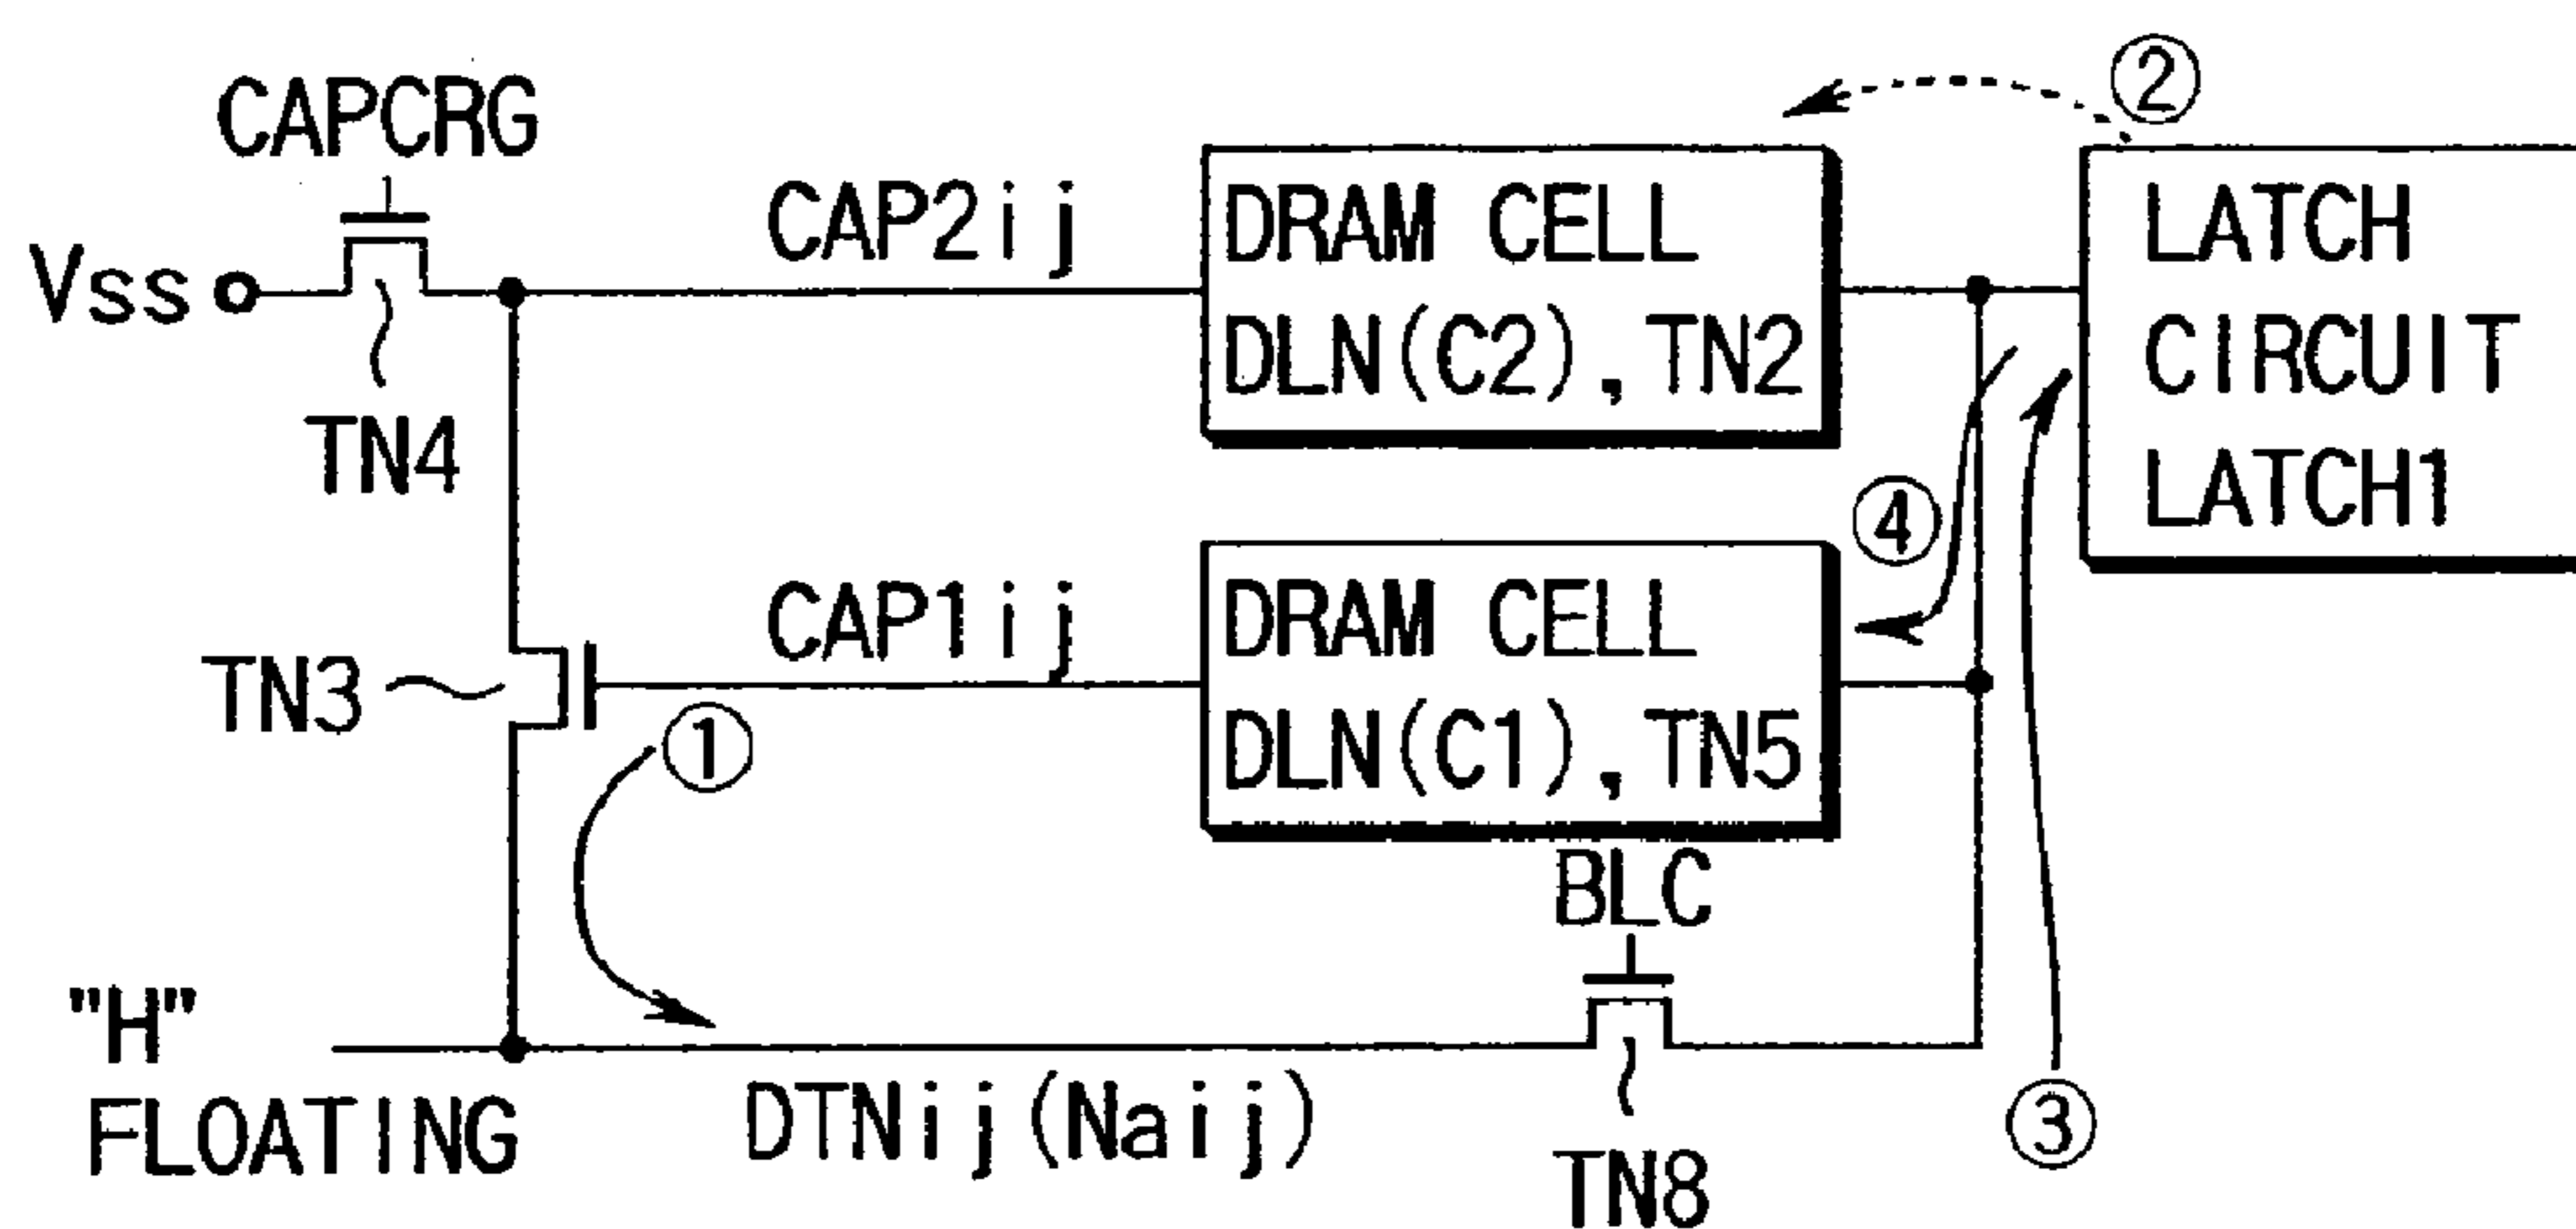 CAPCRG
②
Vss
CAP2ij
DRAM CELL
DLN(C2), TN2
LATCH
CIRCUIT
LATCH1
TN4
④
TN3
CAP1ij
①
DRAM CELL
DLN(C1), TN5
BLC
"H"
FLOATING
DTNij(Naij)
TN8
③